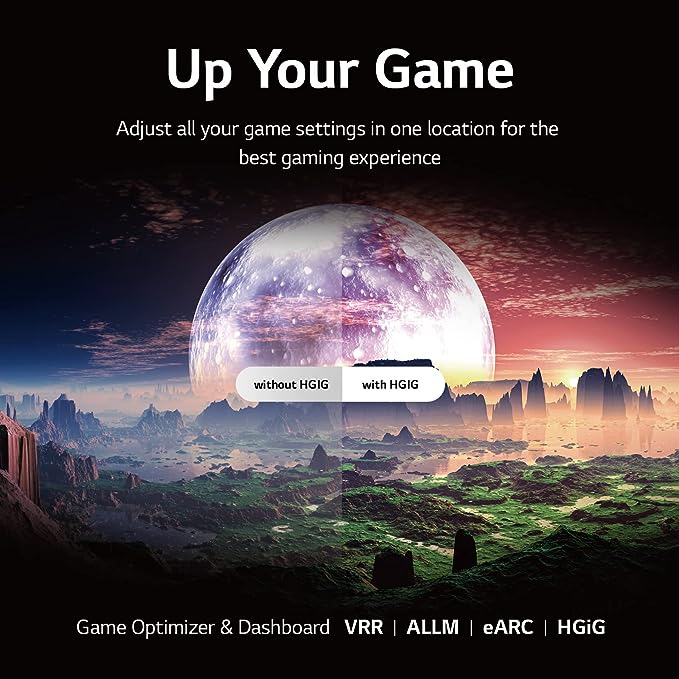 Up Your Game
Adjust all your game settings in one location for the
best gaming experience
without HGIG
with HGIG
Game Optimizer & Dashboard VRR | ALLM | eARC | HGiG